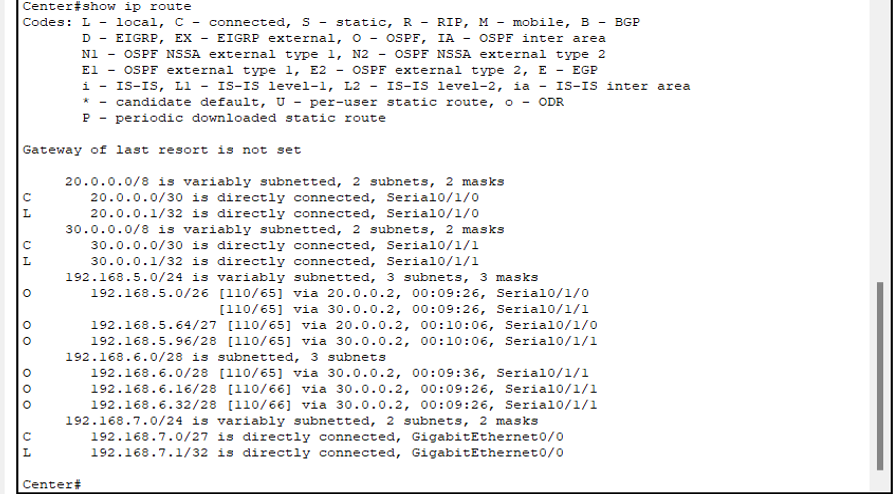 Center#show ip route
Codes: L - local, C - connected, S - static, R - RIP, M - mobile, B - BGP
       D - EIGRP, EX - EIGRP external, O - OSPF, IA - OSPF inter area
       N1 - OSPF NSSA external type 1, N2 - OSPF NSSA external type 2
       E1 - OSPF external type 1, E2 - OSPF external type 2, E - EGP
       i - IS-IS, L1 - IS-IS level-1, L2 - IS-IS level-2, ia - IS-IS inter area
       * - candidate default, U - per-user static route, o - ODR
       P - periodic downloaded static route
Gateway of last resort is not set
     20.0.0.0/8 is variably subnetted, 2 subnets, 2 masks
C       20.0.0.0/30 is directly connected, Serial0/1/0
L       20.0.0.1/32 is directly connected, Serial0/1/0
     30.0.0.0/8 is variably subnetted, 2 subnets, 2 masks
C       30.0.0.0/30 is directly connected, Serial0/1/1
L       30.0.0.1/32 is directly connected, Serial0/1/1
     192.168.5.0/24 is variably subnetted, 3 subnets, 3 masks
O       192.168.5.0/26 [110/65] via 20.0.0.2, 00:09:26, Serial0/1/0
                       [110/65] via 30.0.0.2, 00:09:26, Serial0/1/1
O       192.168.5.64/27 [110/65] via 20.0.0.2, 00:10:06, Serial0/1/0
O       192.168.5.96/28 [110/65] via 30.0.0.2, 00:10:06, Serial0/1/1
     192.168.6.0/28 is subnetted, 3 subnets
O       192.168.6.0/28 [110/65] via 30.0.0.2, 00:09:36, Serial0/1/1
O       192.168.6.16/28 [110/66] via 30.0.0.2, 00:09:26, Serial0/1/1
O       192.168.6.32/28 [110/66] via 30.0.0.2, 00:09:26, Serial0/1/1
     192.168.7.0/24 is variably subnetted, 2 subnets, 2 masks
C       192.168.7.0/27 is directly connected, GigabitEthernet0/0
L       192.168.7.1/32 is directly connected, GigabitEthernet0/0
Center#